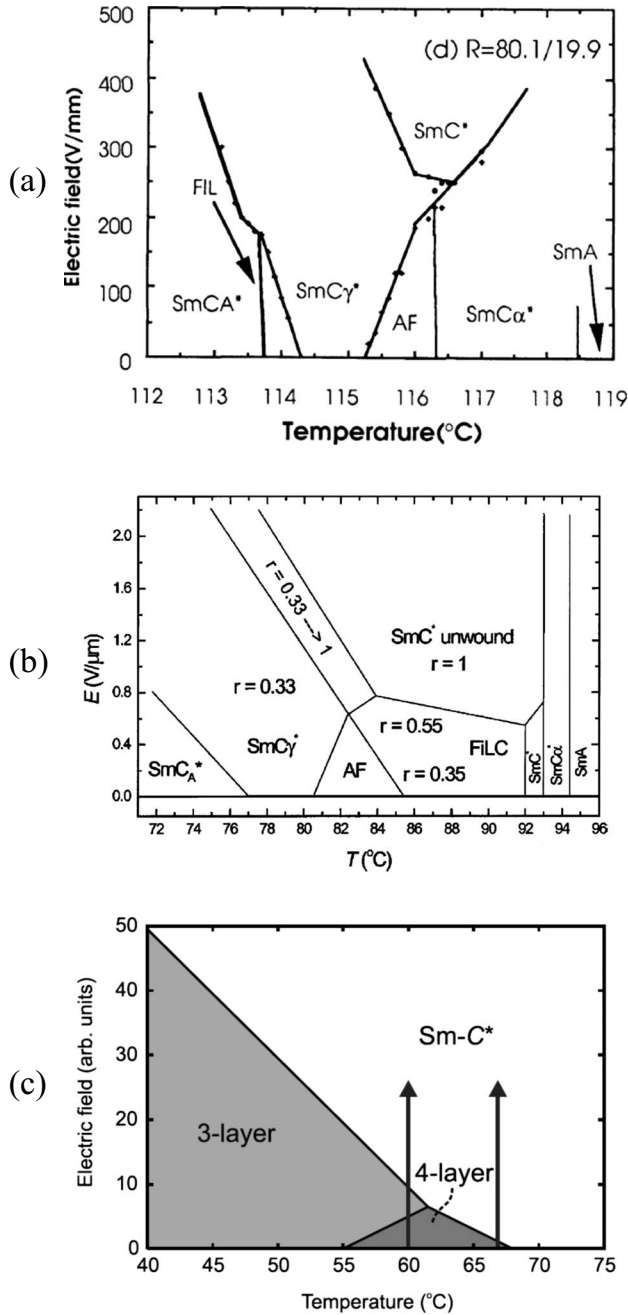 (a)
Electric field(V/mm)
500
400
300
200
100
0
(d) R=80.1/19.9
SmC*
FIL
SmCA*
SmCγ*
AF
SmCα*
SmA
112 113 114 115 116 117 118 119
Temperature(°C)
(b)
E (V/μm)
2.0
1.6
1.2
0.8
0.4
0.0
r = 0.33 ---> 1
SmC* unwound
r = 1
r = 0.33
r = 0.55
SmCγ*
FiLC
SmC_A*
AF
r = 0.35
SmC*
SmCα*
SmA
72 74 76 78 80 82 84 86 88 90 92 94 96
T (°C)
(c)
Electric field (arb. units)
50
40
30
20
10
0
Sm-C*
3-layer
4-layer
40 45 50 55 60 65 70 75
Temperature (°C)